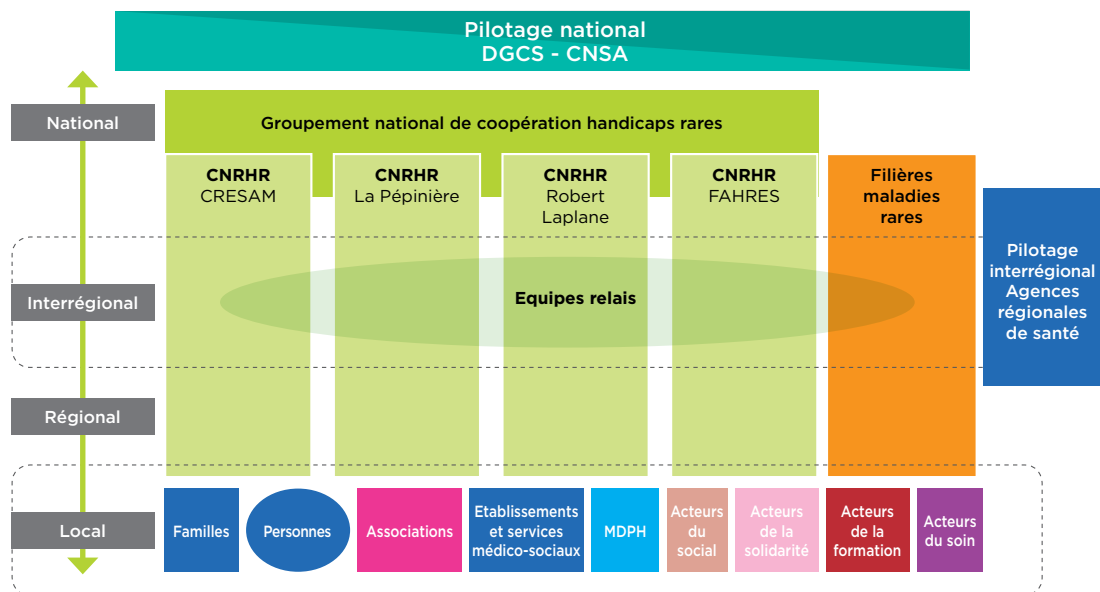 Pilotage national
DGCS - CNSA
National
Groupement national de coopération handicaps rares
CNRHR
CRESAM
CNRHR
La Pépinière
CNRHR
Robert
Laplane
CNRHR
FAHRES
Filières
maladies
rares
Pilotage
interrégional
Agences
régionales
de santé
Interrégional
Equipes relais
Régional
Local
Familles
Personnes
Associations
Etablissements
et services
médico-sociaux
MDPH
Acteurs
du
social
Acteurs
de la
solidarité
Acteurs
de la
formation
Acteurs
du soin